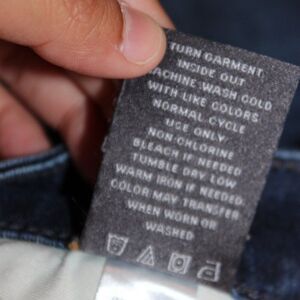 TURN GARMENT
INSIDE OUT
MACHINE WASH COLD
WITH LIKE COLORS
NORMAL CYCLE
USE ONLY
NON-CHLORINE
BLEACH IF NEEDED
TUMBLE DRY LOW
WARM IRON IF NEEDED
COLOR MAY TRANSFER
WHEN WORN OR
WASHED